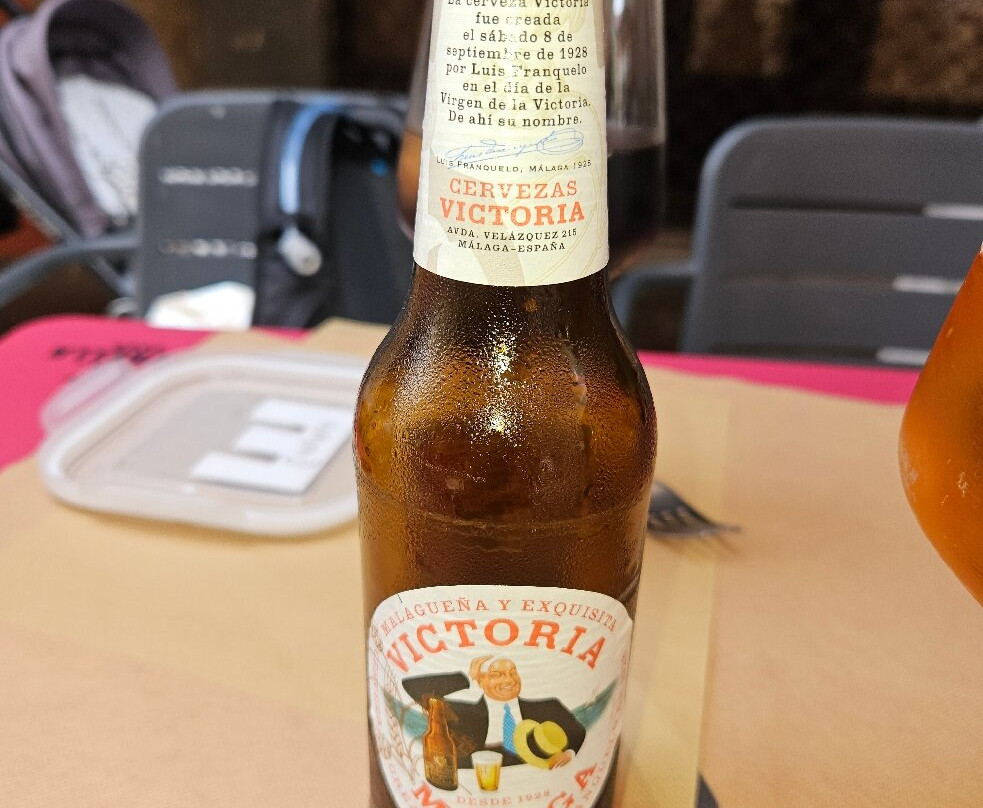 La cerveza Victoria
fue creada
el sábado 8 de
septiembre de 1928
por Luis Franquelo
en el día de la
Virgen de la Victoria.
De ahí su nombre.
LUIS FRANQUELO, MÁLAGA 1928
CERVEZAS
VICTORIA
AVDA. VELÁZQUEZ 215
MÁLAGA-ESPAÑA
MALAGUEÑA Y EXQUISITA
VICTORIA
DESDE 1928